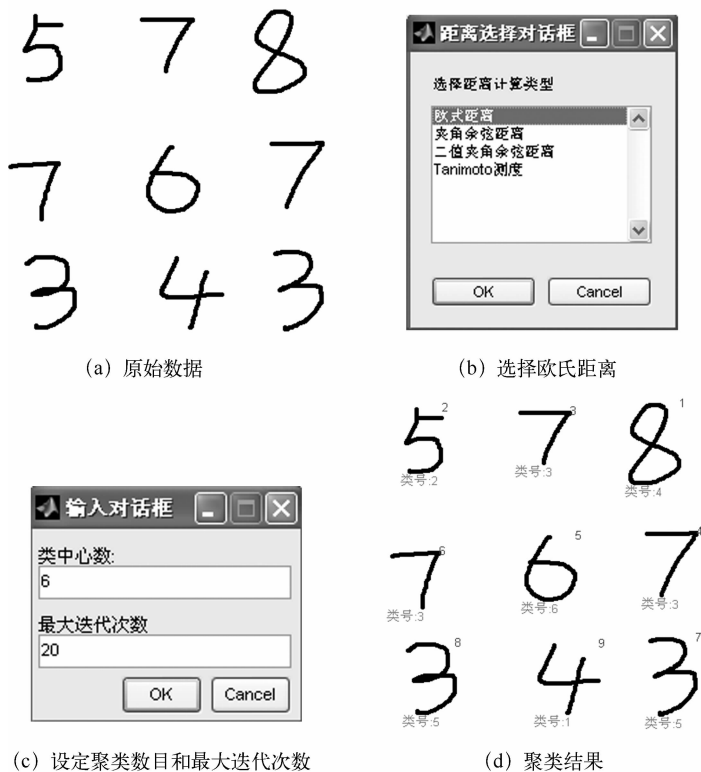 5 7 8
7 6 7
3 4 3
(a) 原始数据
距离选择对话框
选择距离计算类型
欧式距离
夹角余弦距离
二值夹角余弦距离
Tanimoto测度
OK Cancel
(b) 选择欧氏距离
输入对话框
类中心数:
6
最大迭代次数
20
OK Cancel
(c) 设定聚类数目和最大迭代次数
5 2 7 3 8 1
类号:2 类号:3 类号:4
7 6 6 5 7 4
类号:3 类号:6 类号:3
3 8 4 9 3 7
类号:5 类号:1 类号:5
(d) 聚类结果